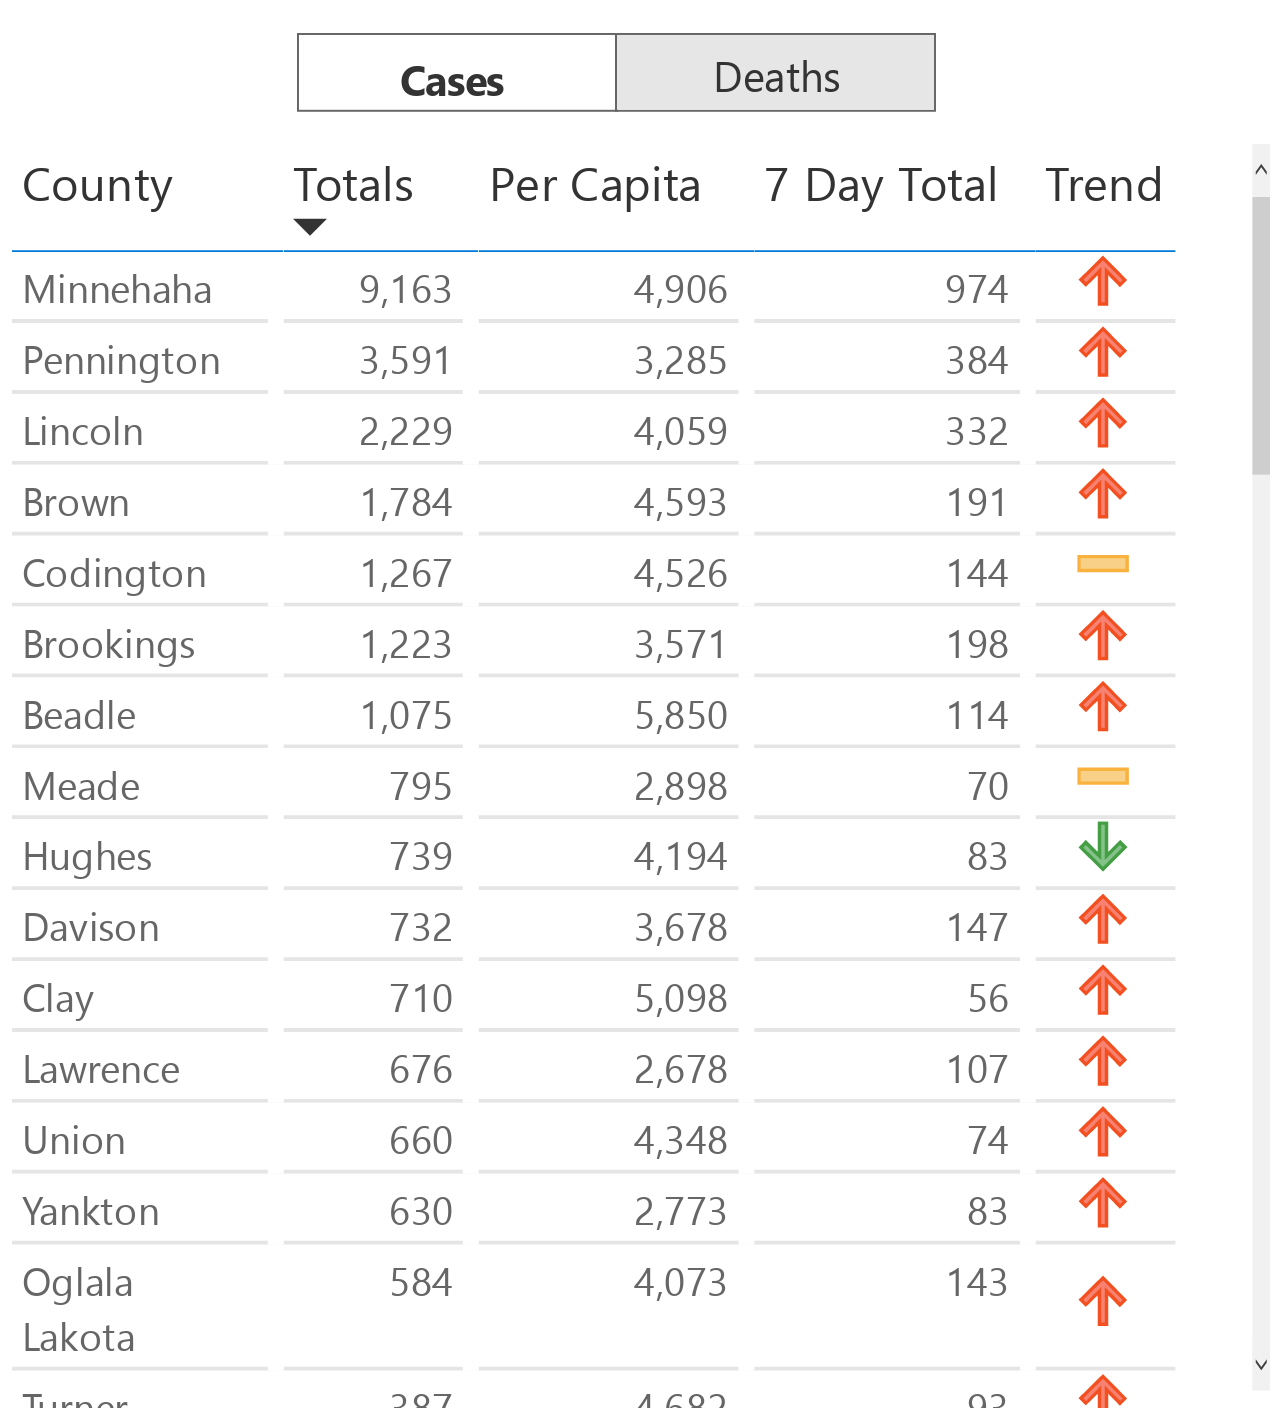 Cases Deaths
County Totals Per Capita 7 Day Total Trend
Minnehaha 9,163 4,906 974
Pennington 3,591 3,285 384
Lincoln 2,229 4,059 332
Brown 1,784 4,593 191
Codington 1,267 4,526 144
Brookings 1,223 3,571 198
Beadle 1,075 5,850 114
Meade 795 2,898 70
Hughes 739 4,194 83
Davison 732 3,678 147
Clay 710 5,098 56
Lawrence 676 2,678 107
Union 660 4,348 74
Yankton 630 2,773 83
Oglala 584 4,073 143
Lakota
Turner 387 4,682 93